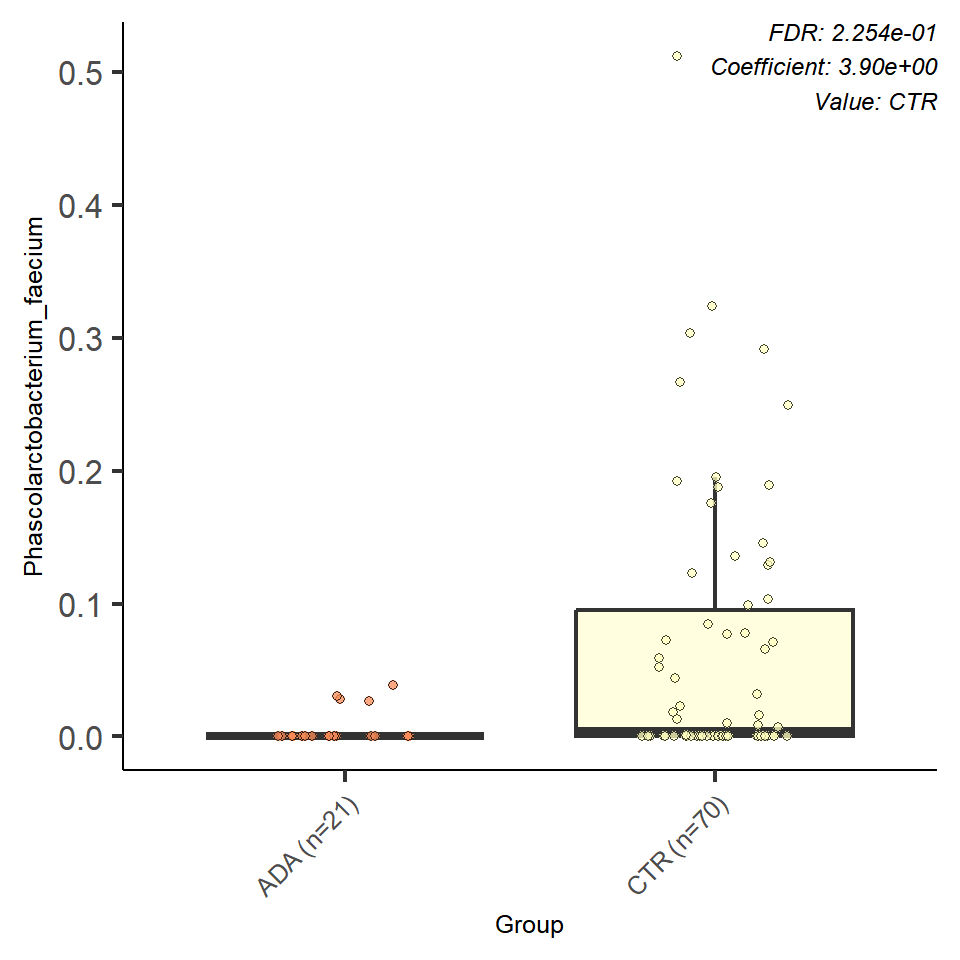 FDR: 2.254e-01
Coefficient: 3.90e+00
Value: CTR
Phascolarctobacterium_faecium
0.5
0.4
0.3
0.2
0.1
0.0
ADA (n=21)
CTR (n=70)
Group